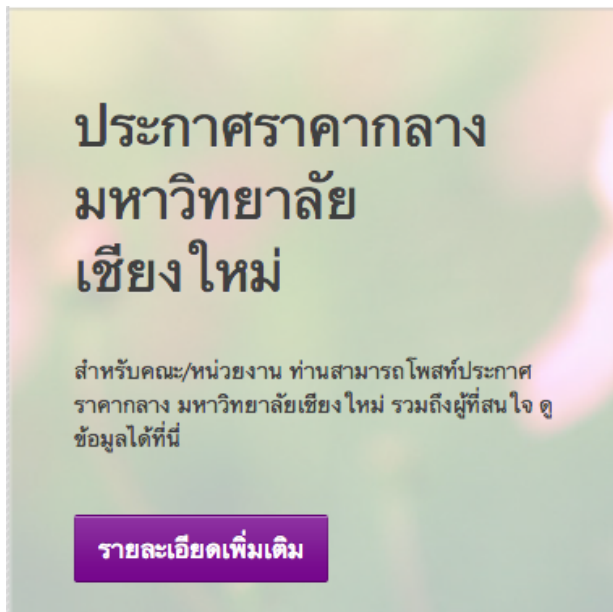 ประกาศราคากลาง
มหาวิทยาลัย
เชียงใหม่
สำหรับคณะ/หน่วยงาน ท่านสามารถโพสท์ประกาศ
ราคากลาง มหาวิทยาลัยเชียงใหม่ รวมถึงผู้ที่สนใจ ดู
ข้อมูลได้ที่นี่
รายละเอียดเพิ่มเติม